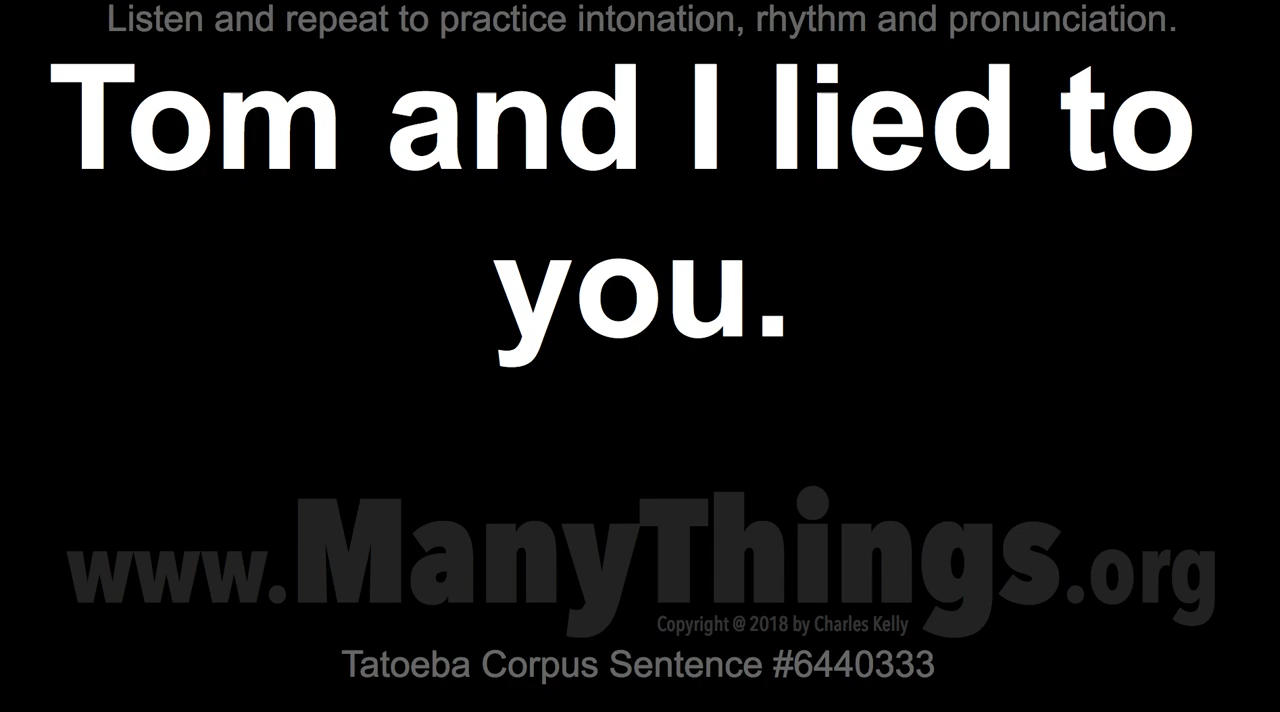 Listen and repeat to practice intonation, rhythm and pronunciation.
Tom and I lied to
you.
www.ManyThings.org
Copyright @ 2018 by Charles Kelly
Tatoeba Corpus Sentence #6440333